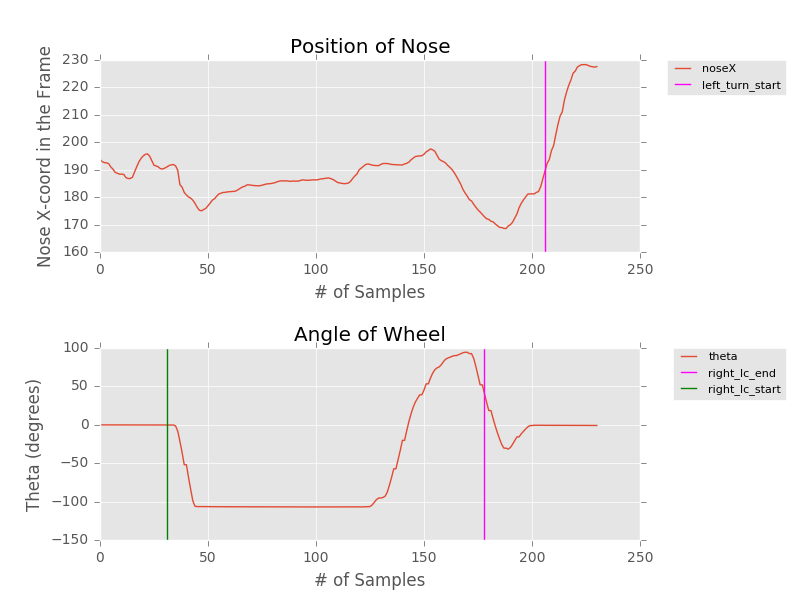 Position of Nose
Nose X-coord in the Frame
230
220
210
200
190
180
170
160
0 50 100 150 200 250
# of Samples
noseX
left_turn_start
Angle of Wheel
Theta (degrees)
100
50
0
−50
−100
−150
0 50 100 150 200 250
# of Samples
theta
right_lc_end
right_lc_start